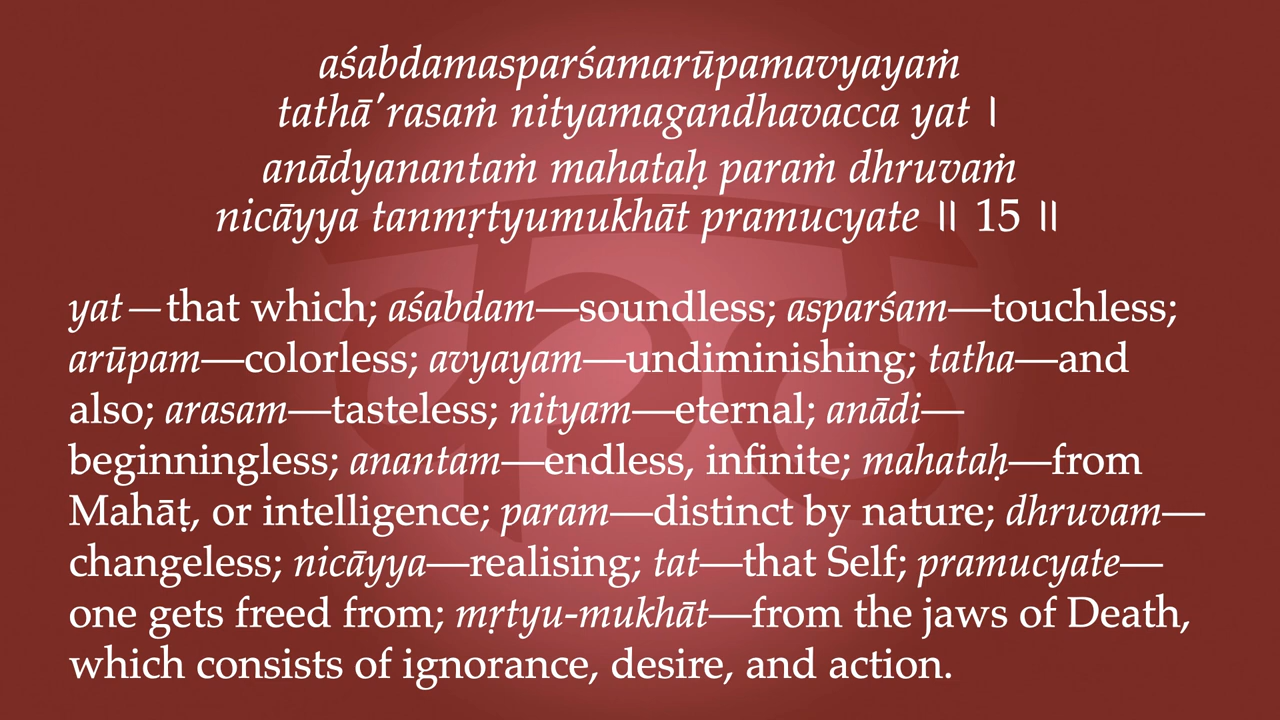 aśabdamasparśamarūpamavyayaṁ
tathā'rasaṁ nityamagandhavacca yat ।
anādyanantaṁ mahataḥ paraṁ dhruvaṁ
nicāyya tanmṛtyumukhāt pramucyate ॥ 15 ॥
yat—that which; aśabdam—soundless; asparśam—touchless;
arūpam—colorless; avyayam—undiminishing; tatha—and
also; arasam—tasteless; nityam—eternal; anādi—
beginningless; anantam—endless, infinite; mahataḥ—from
Mahāṭ, or intelligence; param—distinct by nature; dhruvam—
changeless; nicāyya—realising; tat—that Self; pramucyate—
one gets freed from; mṛtyu-mukhāt—from the jaws of Death,
which consists of ignorance, desire, and action.